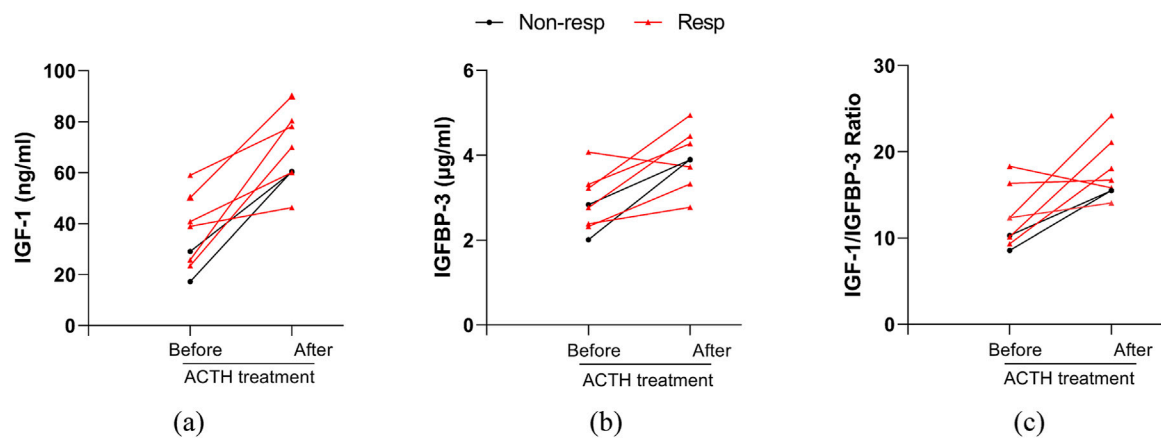 Non-resp Resp
IGF-1 (ng/ml)
100
80
60
40
20
0
Before After
ACTH treatment
(a)
IGFBP-3 (μg/ml)
6
4
2
0
Before After
ACTH treatment
(b)
IGF-1/IGFBP-3 Ratio
30
20
10
0
Before After
ACTH treatment
(c)